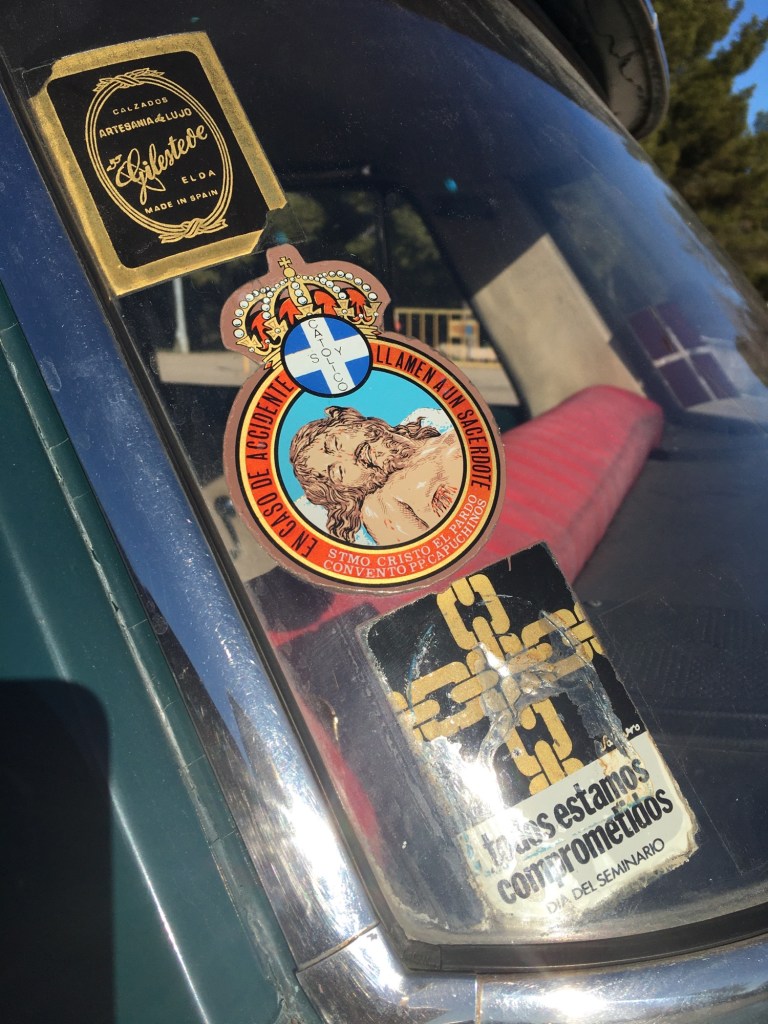 CALZADOS
ARTESANIA de LUJO
Gilesteve
ELDA
MADE IN SPAIN
SOY CATOLICO
EN CASO DE ACCIDENTE LLAMEN A UN SACERDOTE
STMO CRISTO EL PARDO
CONVENTO PP.CAPUCHINOS
todos estamos
comprometidos
DIA DEL SEMINARIO